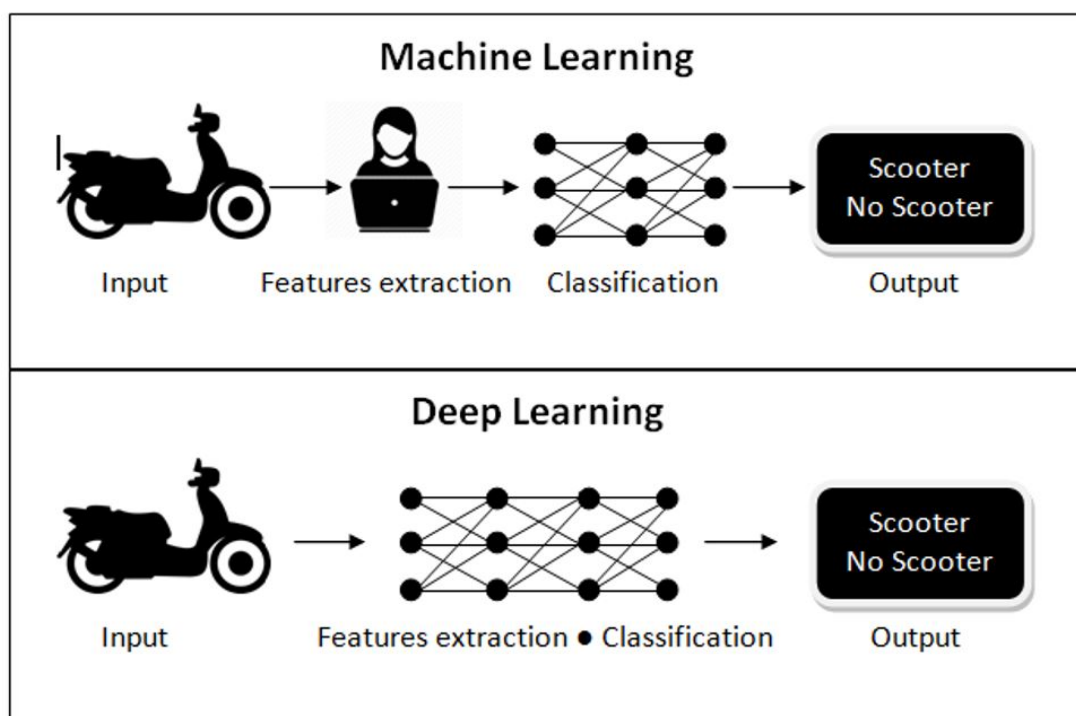 Machine Learning
Scooter
No Scooter
Input
Features extraction
Classification
Output
Deep Learning
Scooter
No Scooter
Input
Features extraction ● Classification
Output